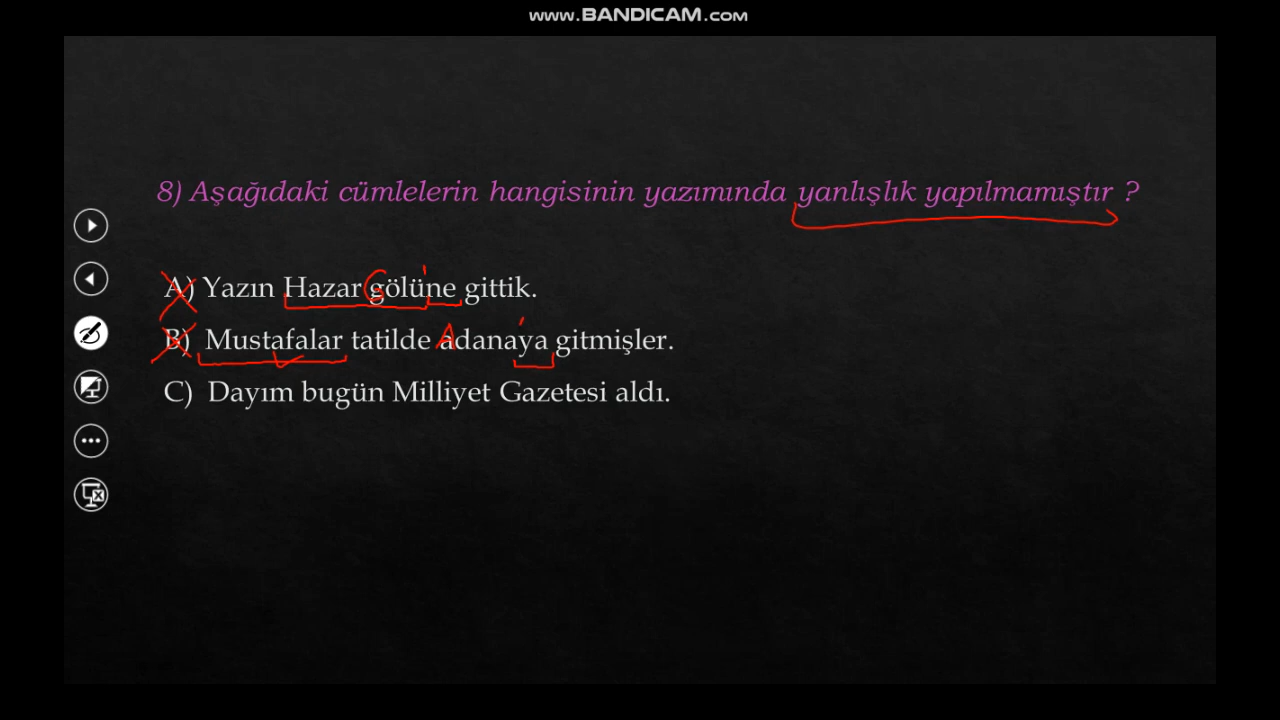 www.BANDICAM.com
8) Aşağıdaki cümlelerin hangisinin yazımında yanlışlık yapılmamıştır ?
A) Yazın Hazar gölüne gittik.
B) Mustafalar tatilde adanaya gitmişler.
C) Dayım bugün Milliyet Gazetesi aldı.